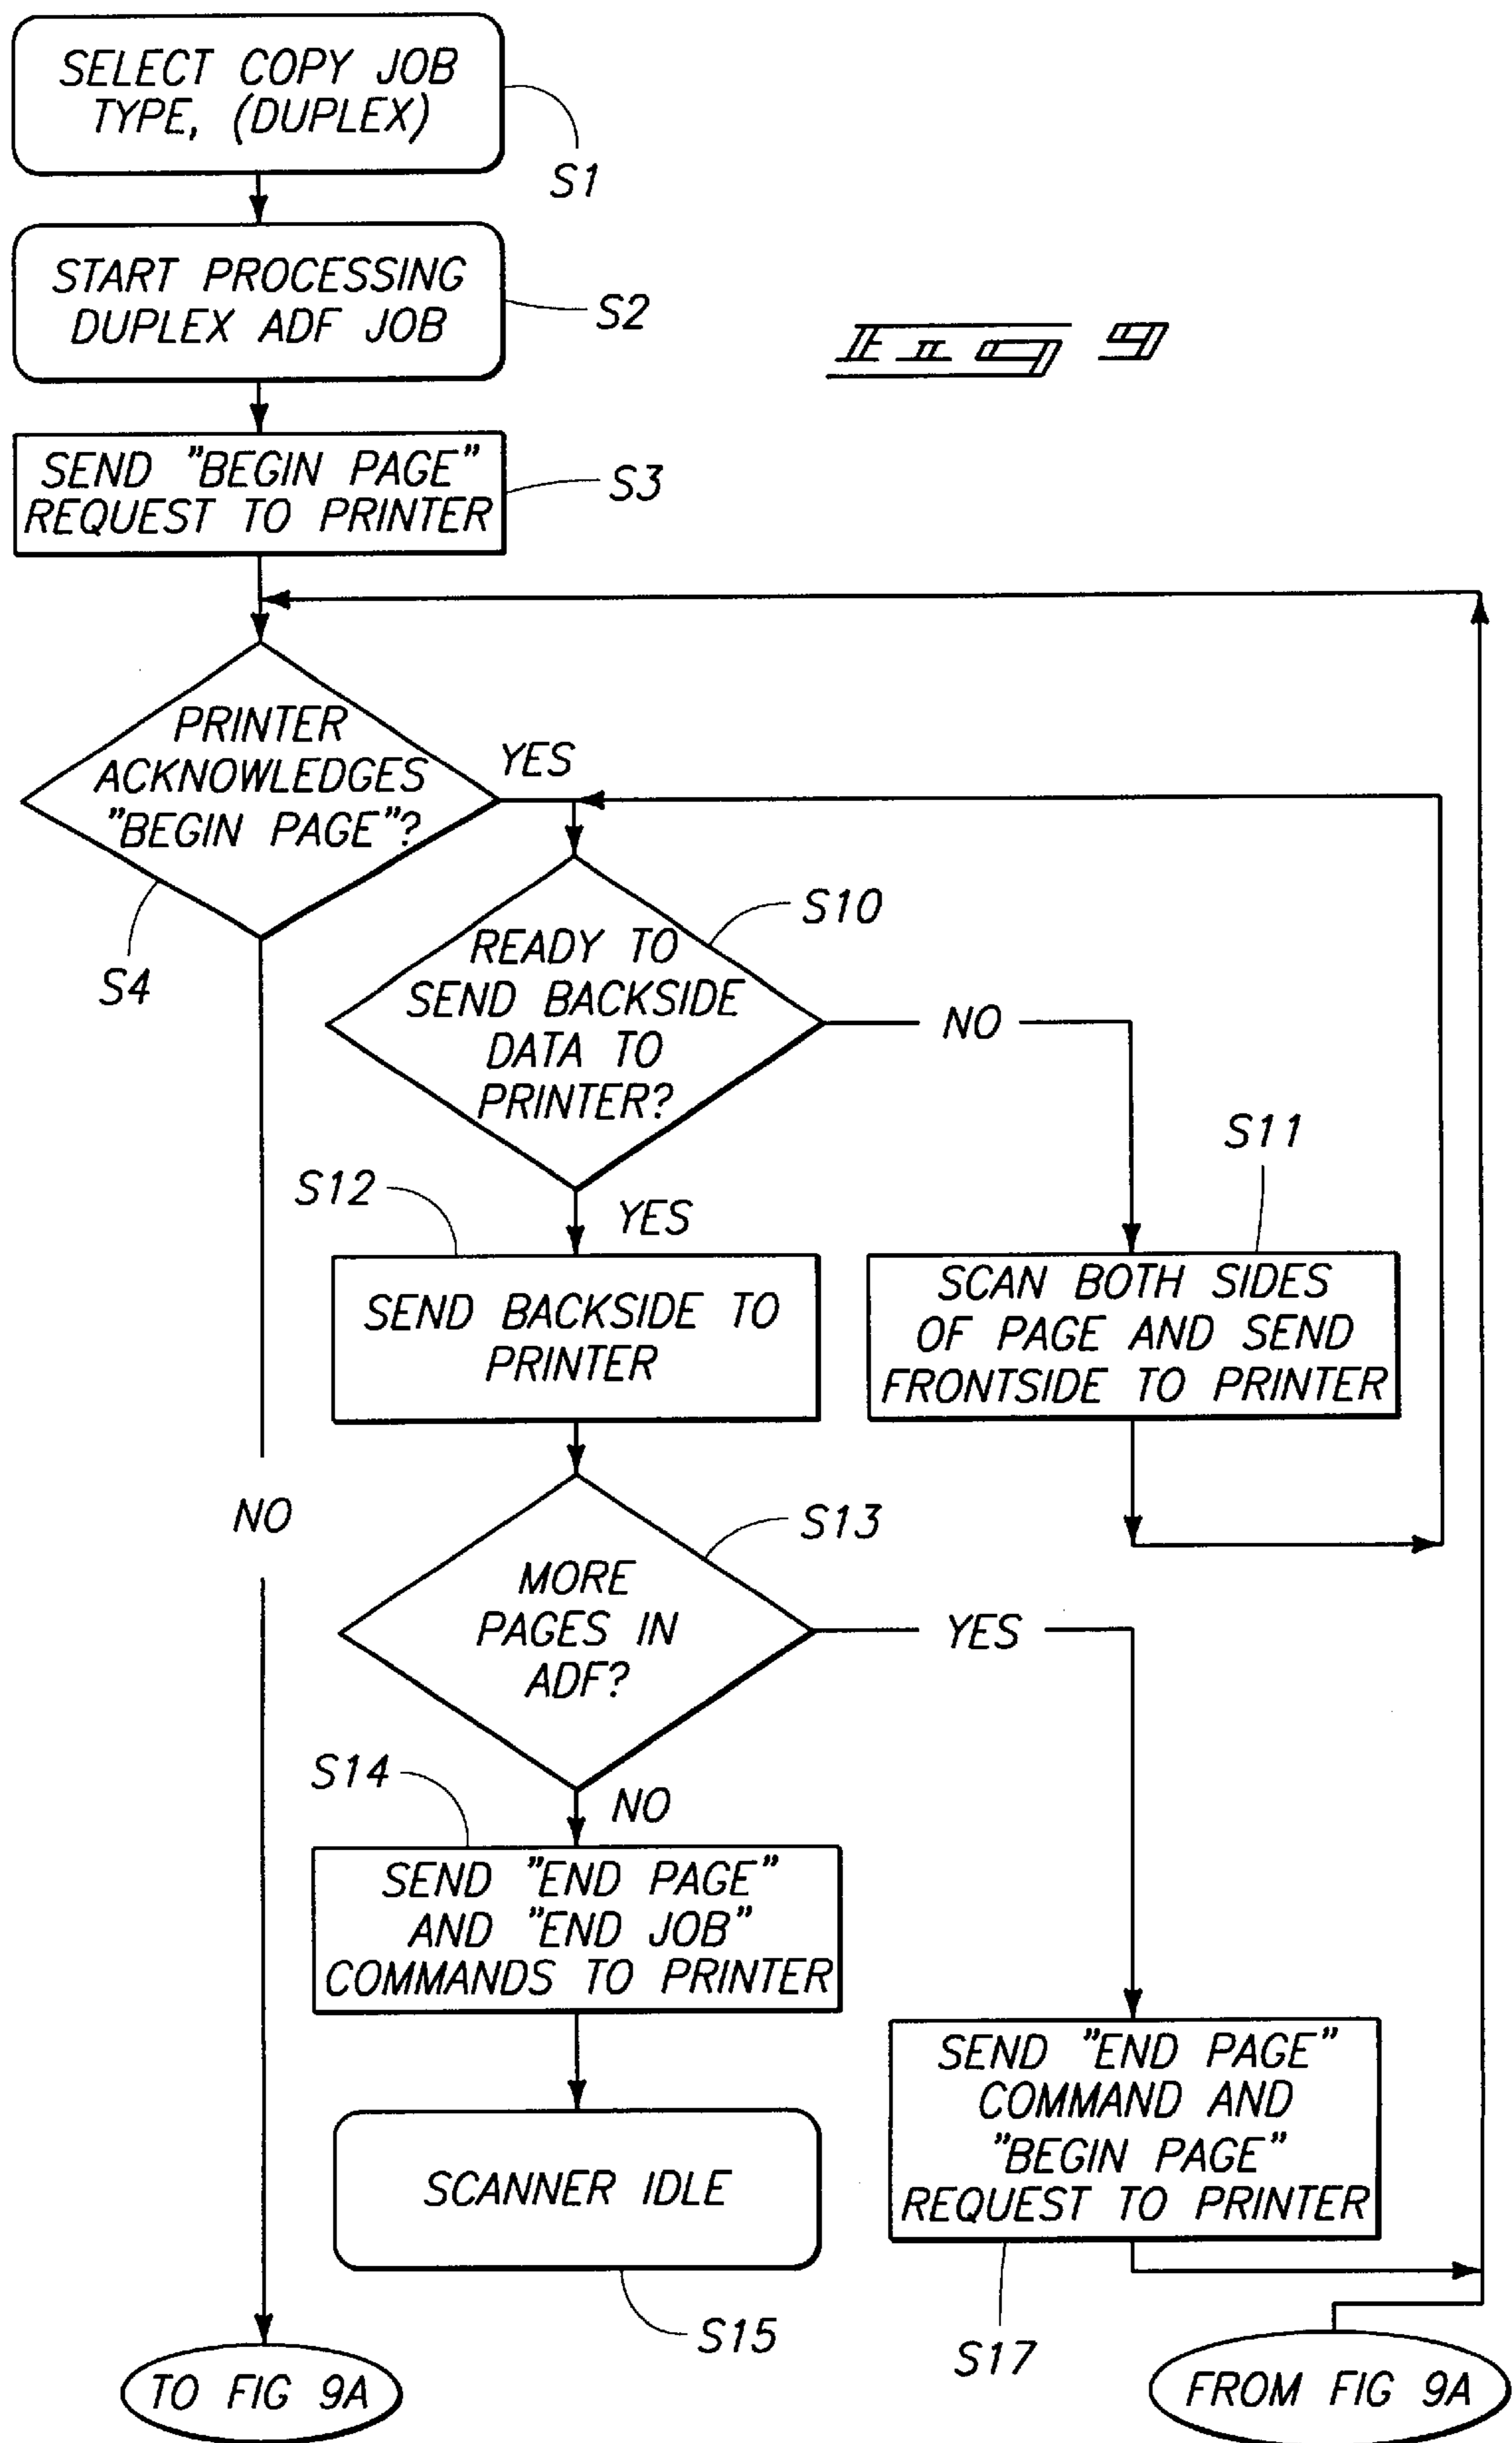 SELECT COPY JOB
TYPE, (DUPLEX)
S1
START PROCESSING
DUPLEX ADF JOB
S2
Fig 9
SEND "BEGIN PAGE"
REQUEST TO PRINTER
S3
PRINTER
ACKNOWLEDGES
"BEGIN PAGE"?
YES
S4
S10
READY TO
SEND BACKSIDE
DATA TO
PRINTER?
NO
S11
S12
YES
SCAN BOTH SIDES
OF PAGE AND SEND
FRONTSIDE TO PRINTER
SEND BACKSIDE TO
PRINTER
NO
S13
MORE
PAGES IN
ADF?
YES
S14
NO
SEND "END PAGE"
AND "END JOB"
COMMANDS TO PRINTER
SEND "END PAGE"
COMMAND AND
"BEGIN PAGE"
REQUEST TO PRINTER
SCANNER IDLE
S15
S17
TO FIG 9A
FROM FIG 9A